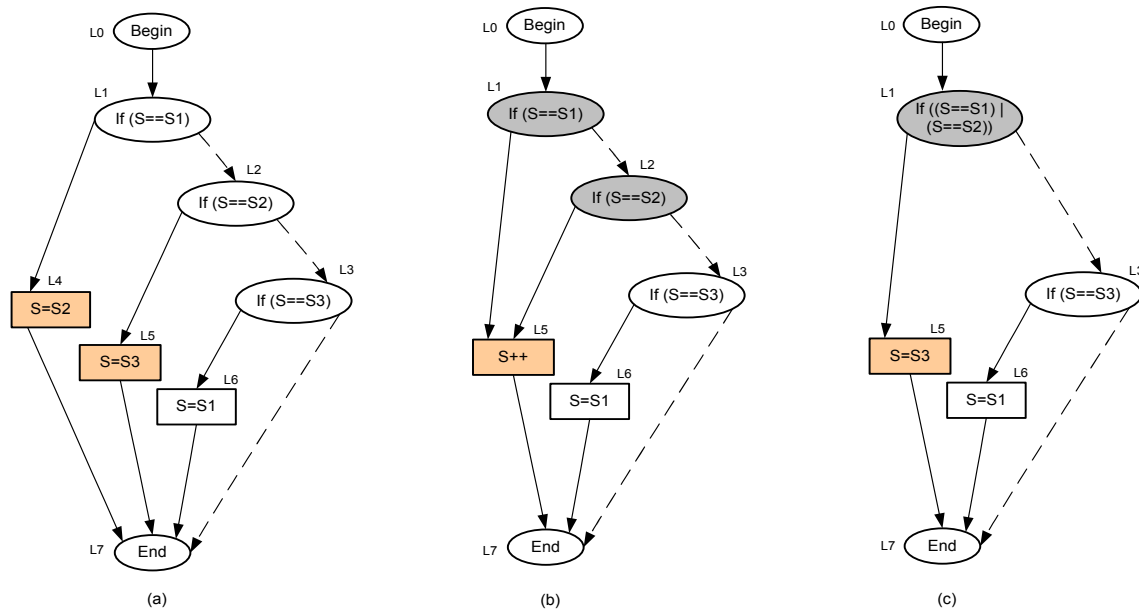 L0
Begin
L1
If (S==S1)
L2
If (S==S2)
L3
If (S==S3)
L4
S=S2
L5
S=S3
L6
S=S1
L7
End
(a)
L0
Begin
L1
If (S==S1)
L2
If (S==S2)
L3
If (S==S3)
L5
S++
L6
S=S1
L7
End
(b)
L0
Begin
L1
If ((S==S1) |
(S==S2))
L3
If (S==S3)
L5
S=S3
L6
S=S1
L7
End
(c)